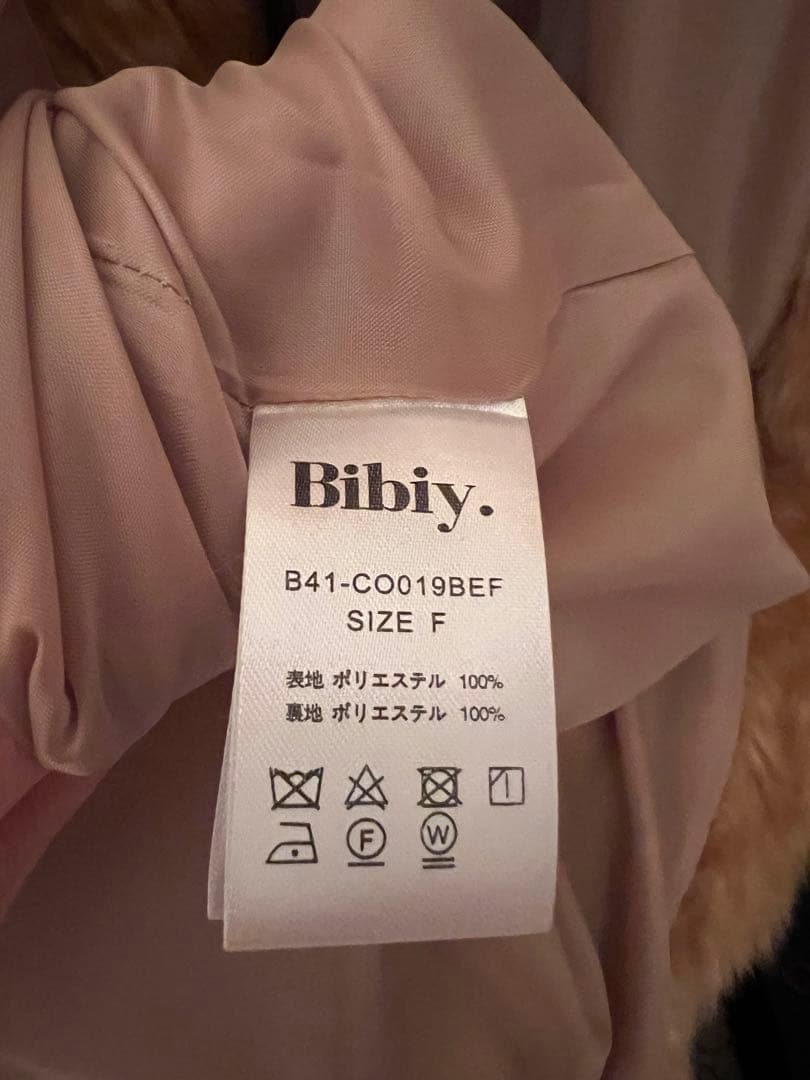 Bibiy.
B41-CO019BEF
SIZE F
表地 ポリエステル 100%
裏地 ポリエステル 100%
F W